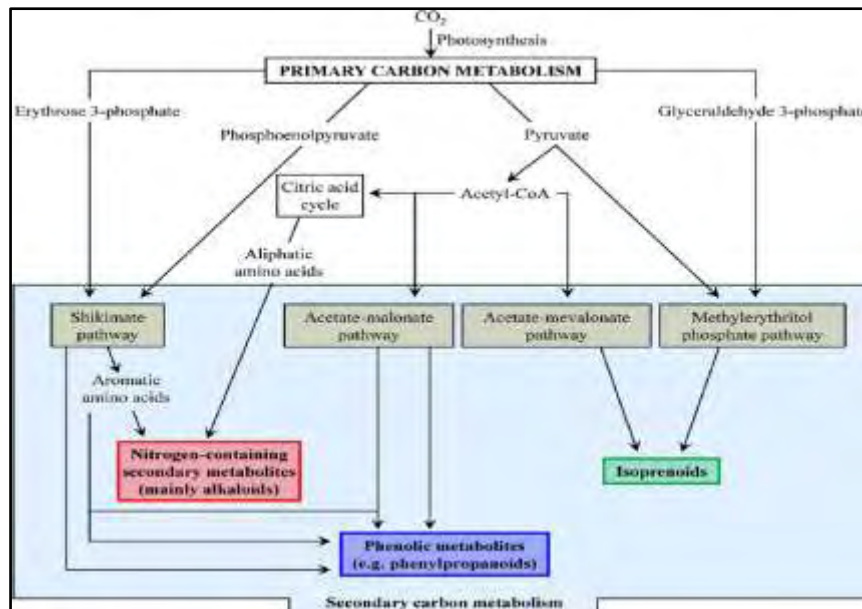 CO₂
Photosynthesis
PRIMARY CARBON METABOLISM
Erythrose 3-phosphate
Glyceraldehyde 3-phosphate
Phosphoenolpyruvate
Pyruvate
Citric acid
cycle
Acetyl-CoA
Aliphatic
amino acids
Shikimate
pathway
Acetate-malonate
pathway
Acetate-mevalonate
pathway
Methylerythritol
phosphate pathway
Aromatic
amino acids
Nitrogen-containing
secondary metabolites
(mainly alkaloids)
Isoprenoids
Phenolic metabolites
(e.g. phenylpropanoids)
Secondary carbon metabolism